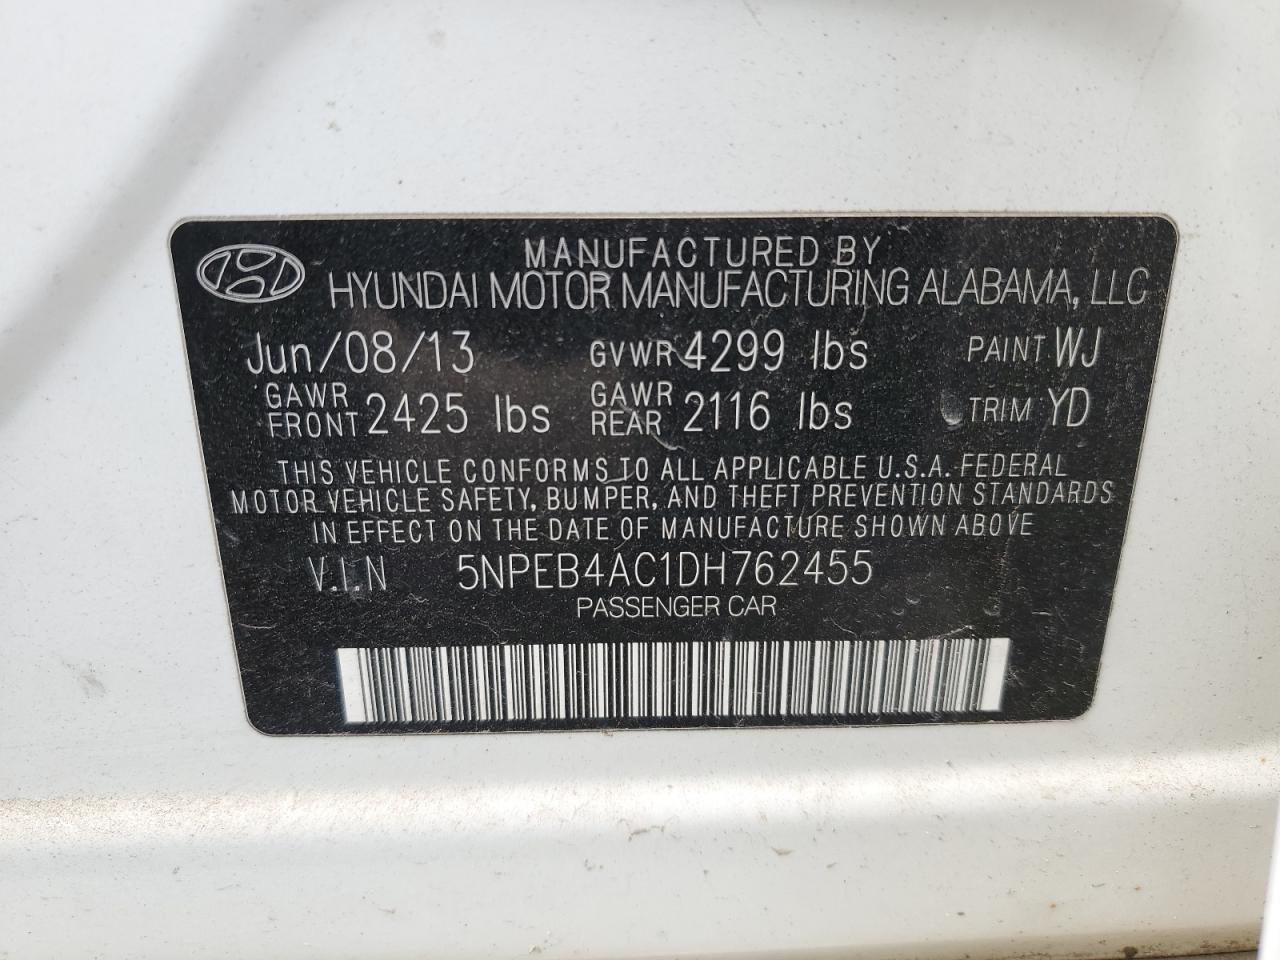 MANUFACTURED BY
HYUNDAI MOTOR MANUFACTURING ALABAMA, LLC
Jun/08/13 GVWR 4299 lbs PAINT WJ
GAWR FRONT 2425 lbs GAWR REAR 2116 lbs TRIM YD
THIS VEHICLE CONFORMS TO ALL APPLICABLE U.S.A. FEDERAL
MOTOR VEHICLE SAFETY, BUMPER, AND THEFT PREVENTION STANDARDS
IN EFFECT ON THE DATE OF MANUFACTURE SHOWN ABOVE
V.I.N 5NPEB4AC1DH762455
PASSENGER CAR